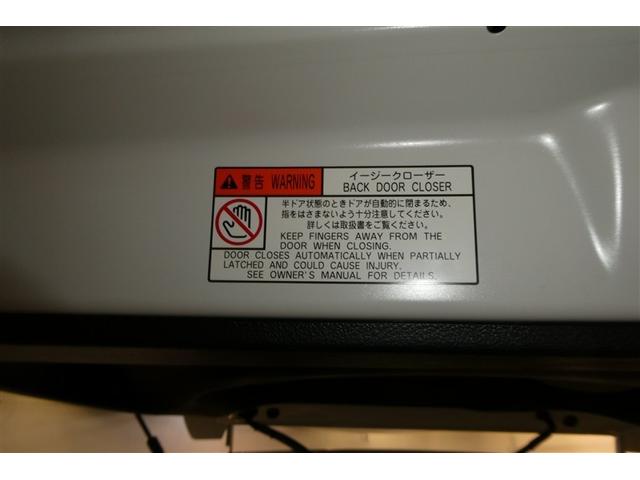 警告 WARNING
イージークローザー
BACK DOOR CLOSER
半ドア状態のときドアが自動的に閉まるため、
指をはさまないよう十分注意してください。
詳しくは取扱書をご覧ください。
KEEP FINGERS AWAY FROM THE
DOOR WHEN CLOSING.
DOOR CLOSES AUTOMATICALLY WHEN PARTIALLY
LATCHED AND COULD CAUSE INJURY.
SEE OWNER'S MANUAL FOR DETAILS.